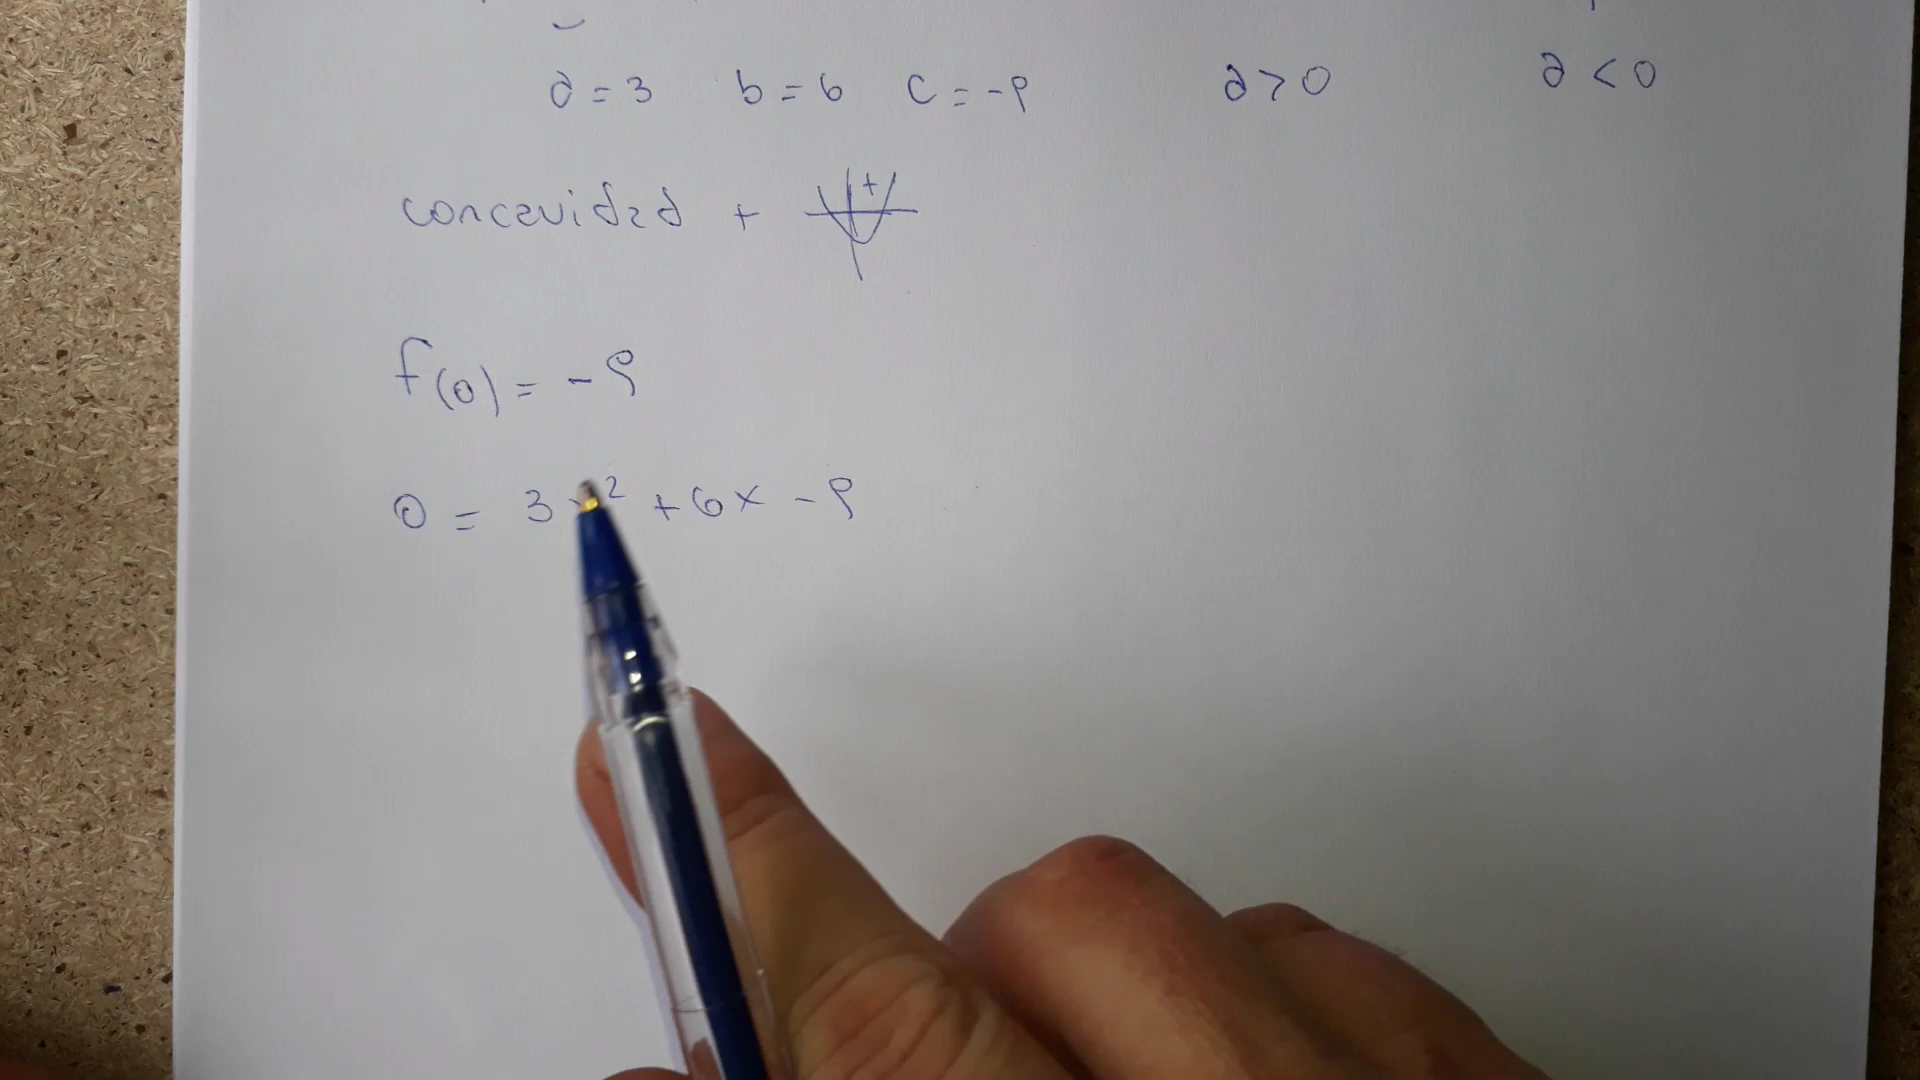 a = 3 b = 6 c = -9 a > 0 a < 0
concavidad + +
f(0) = -9
0 = 3x² + 6x - 9